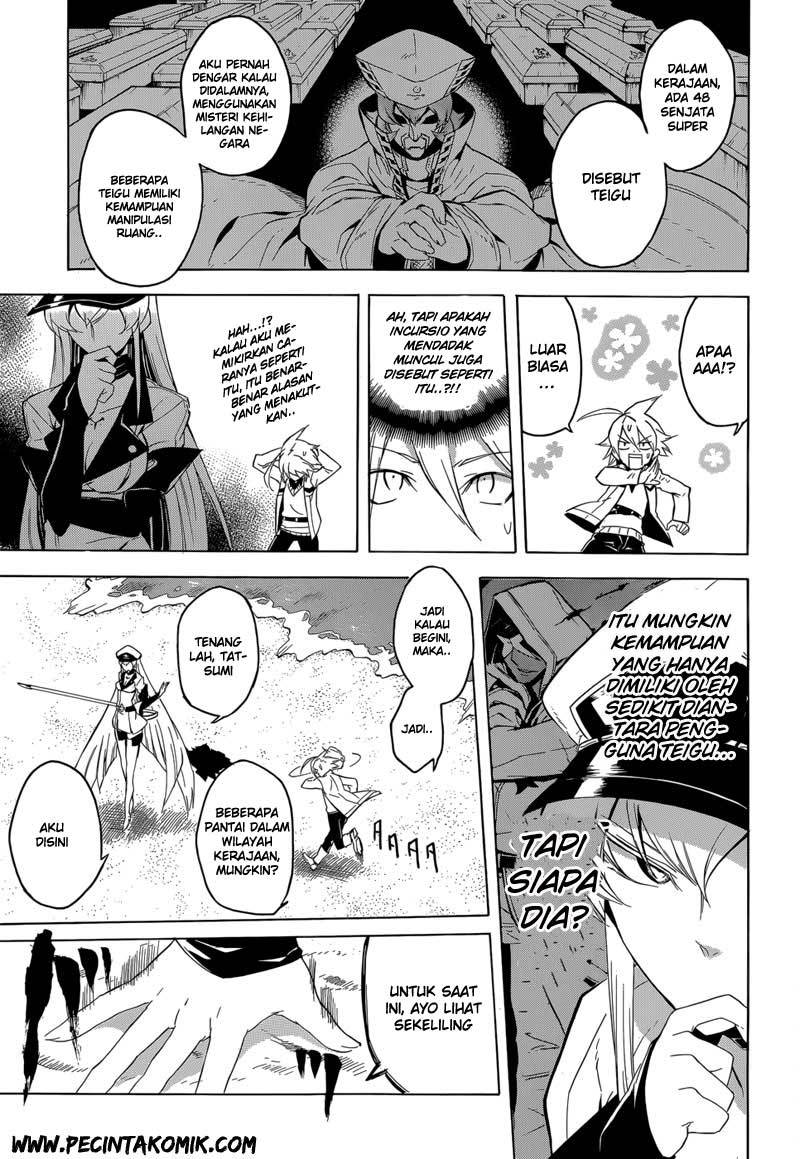 DALAM
KERAJAAN,
ADA 48
SENJATA
SUPER
DISEBUT
TEIGU
AKU PERNAH
DENGAR KALAU
DIDALAMNYA,
MENGGUNAKAN
MISTERI KEHI-
LANGAN NE-
GARA
BEBERAPA
TEIGU MEMILIKI
KEMAMPUAN
MANIPULASI
RUANG..
APAA
AAA!?
LUAR
BIASA
...
AH, TAPI APAKAH
INCURSIO YANG
MENDADAK
MUNCUL JUGA
DISEBUT SEPERTI
ITU..?!!
HAH...!?
KALAU AKU ME-
MIKIRKAN CA-
RANYA SEPERTI
ITU, ITU BENAR-
BENAR ALASAN
YANG MENAKUT-
KAN..
ITU MUNGKIN
KEMAMPUAN
YANG HANYA
DIMILIKI OLEH
SEDIKIT DIAN-
TARA PENG-
GUNA TEIGU...
TAPI
SIAPA
DIA?
JADI
KALAU
BEGINI,
MAKA..
JADI..
TENANG
LAH, TAT-
SUMI
BEBERAPA
PANTAI DALAM
WILAYAH
KERAJAAN,
MUNGKIN?
AAAA
AKU
DISINI
UNTUK SAAT
INI, AYO LIHAT
SEKELILING
WWW.PECINTAKOMIK.COM